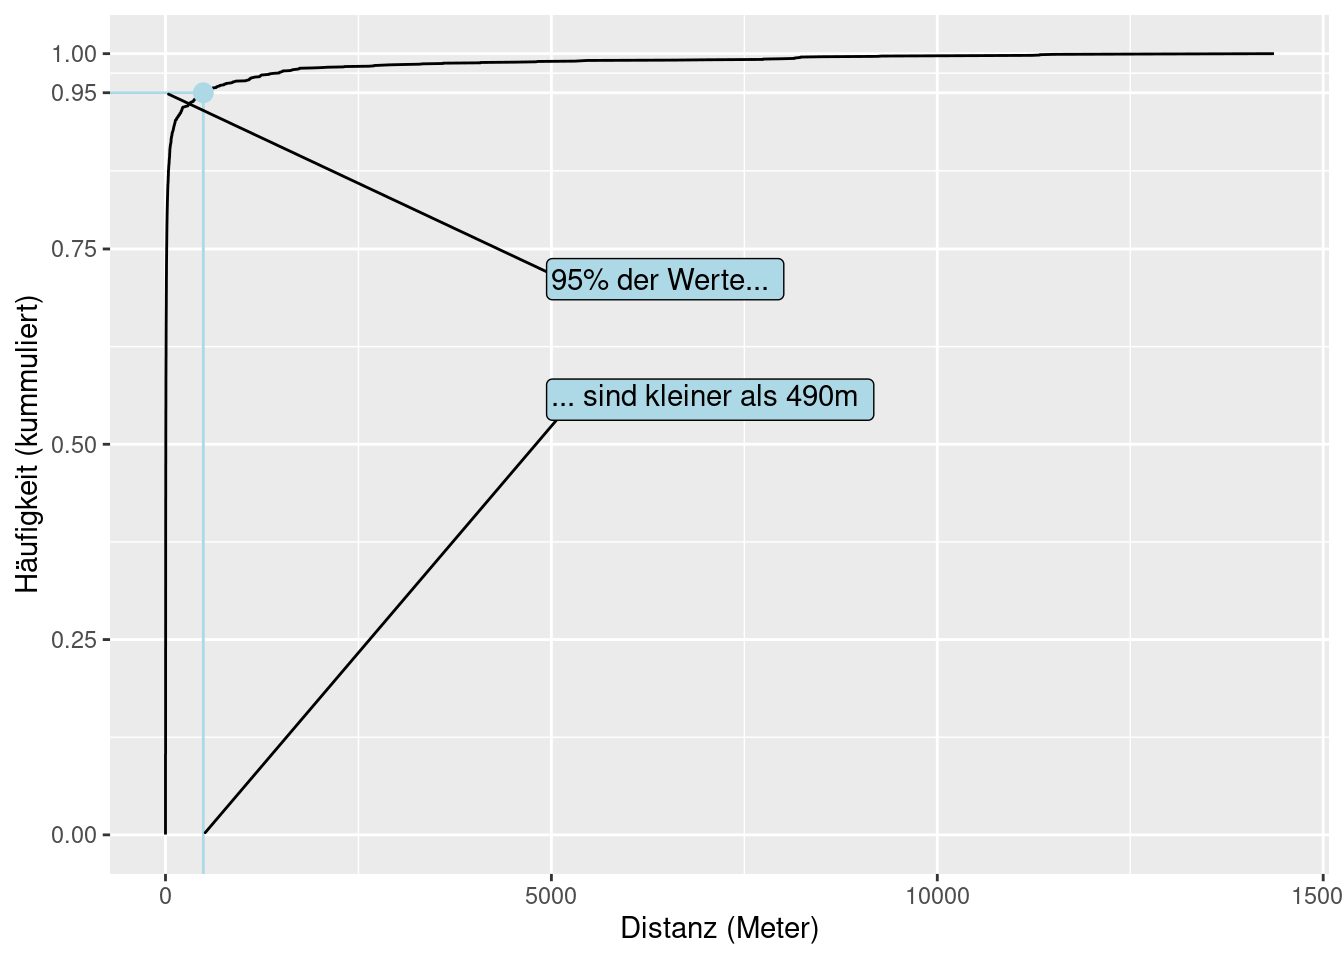 1.00
0.95
0.75
0.50
0.25
0.00
Häufigkeit (kummuliert)
95% der Werte...
... sind kleiner als 490m
0
5000
10000
1500
Distanz (Meter)